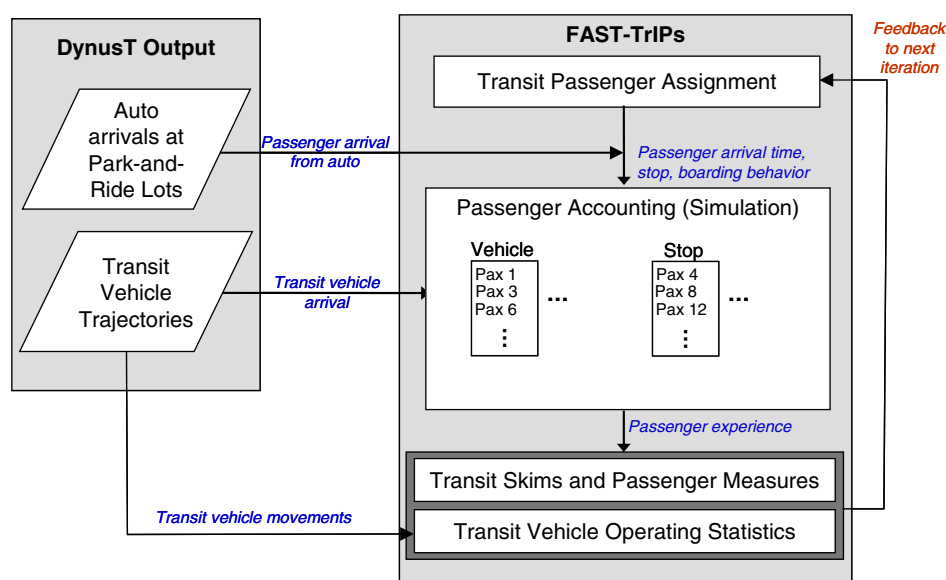 DynusT Output
Auto
arrivals at
Park-and-
Ride Lots
Transit
Vehicle
Trajectories
Passenger arrival
from auto
Transit vehicle
arrival
Transit vehicle movements
FAST-TrIPs
Transit Passenger Assignment
Passenger arrival time,
stop, boarding behavior
Passenger Accounting (Simulation)
Vehicle
Pax 1
Pax 3
Pax 6
⋮
...
Stop
Pax 4
Pax 8
Pax 12
⋮
...
Passenger experience
Transit Skims and Passenger Measures
Transit Vehicle Operating Statistics
Feedback
to next
iteration